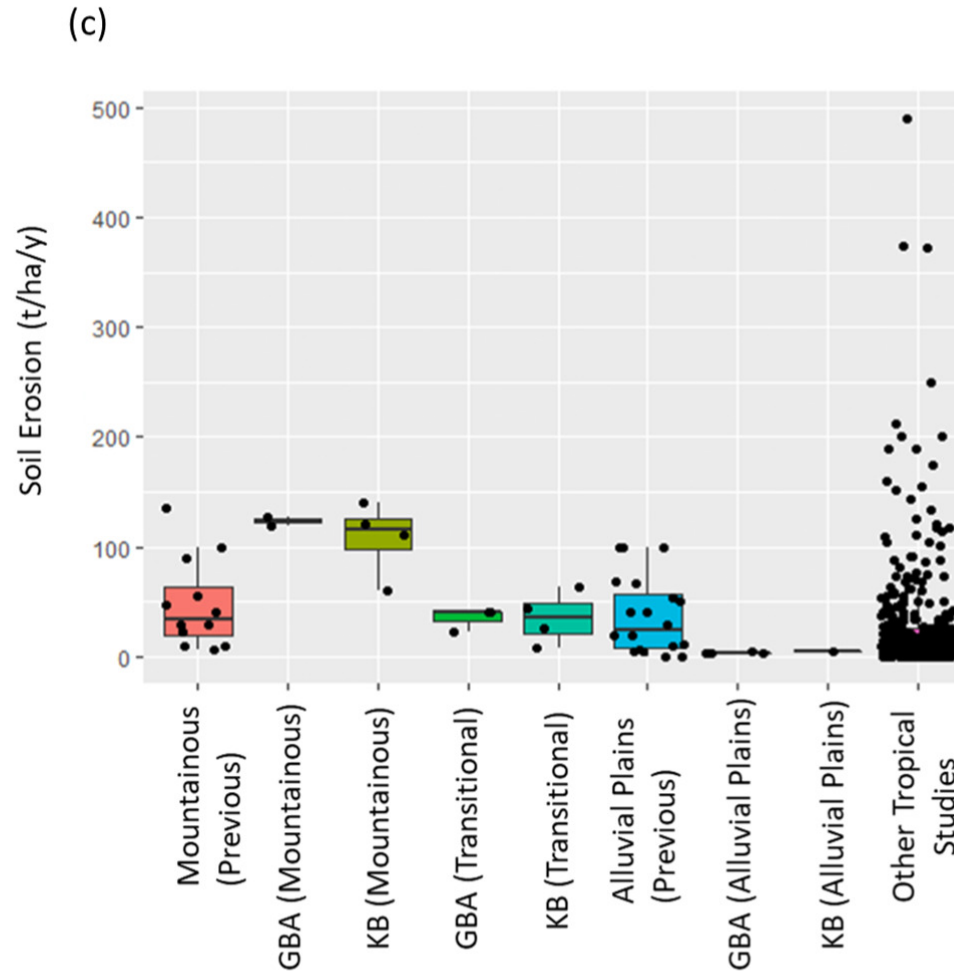 (c)
Soil Erosion (t/ha/y)
500
400
300
200
100
0
Mountainous
(Previous)
GBA (Mountainous)
KB (Mountainous)
GBA (Transitional)
KB (Transitional)
Alluvial Plains
(Previous)
GBA (Alluvial Plains)
KB (Alluvial Plains)
Other Tropical
Studies